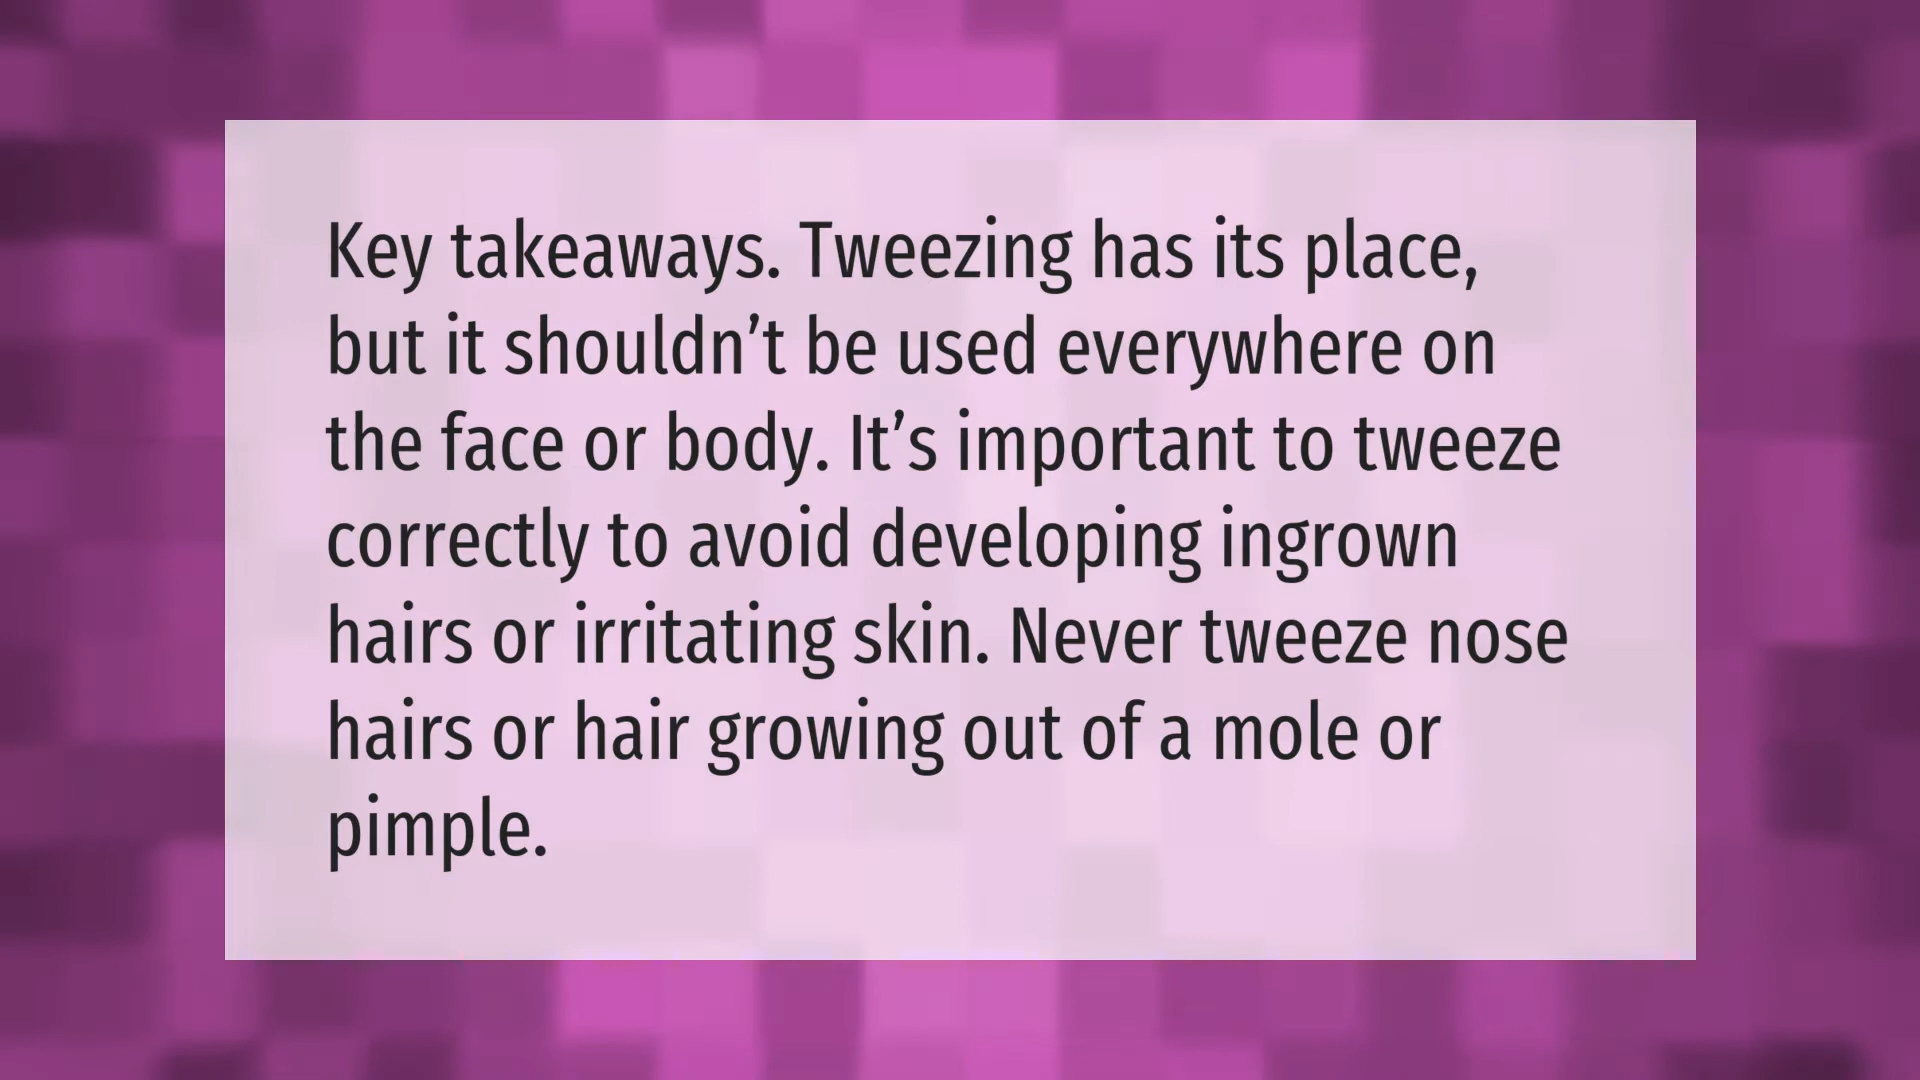 Key takeaways. Tweezing has its place,
but it shouldn’t be used everywhere on
the face or body. It’s important to tweeze
correctly to avoid developing ingrown
hairs or irritating skin. Never tweeze nose
hairs or hair growing out of a mole or
pimple.